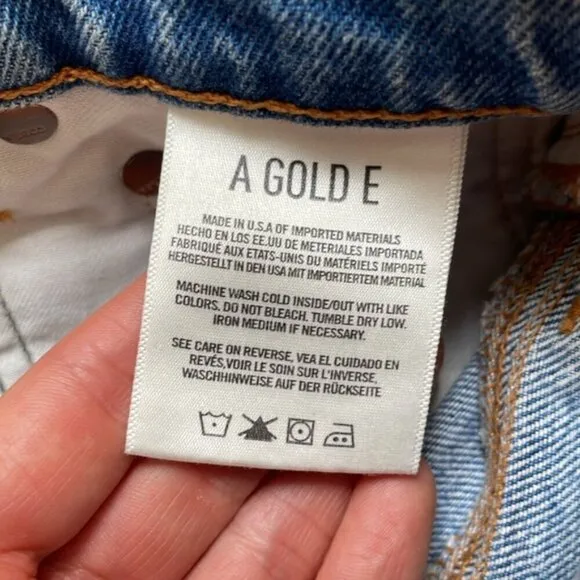 A GOLD E
MADE IN U.S.A OF IMPORTED MATERIALS
HECHO EN LOS EE.UU DE METERIALES IMPORTADA
FABRIQUÉ AUX ETATS-UNIS DU MATÉRIELS IMPORTÉ
HERGESTELLT IN DEN USA MIT IMPORTIERTEM MATERIAL
MACHINE WASH COLD INSIDE/OUT WITH LIKE
COLORS. DO NOT BLEACH. TUMBLE DRY LOW.
IRON MEDIUM IF NECESSARY.
SEE CARE ON REVERSE, VEA EL CUIDADO EN
REVÉS,VOIR LE SOIN SUR L'INVERSE,
WASCHHINWEISE AUF DER RÜCKSEITE